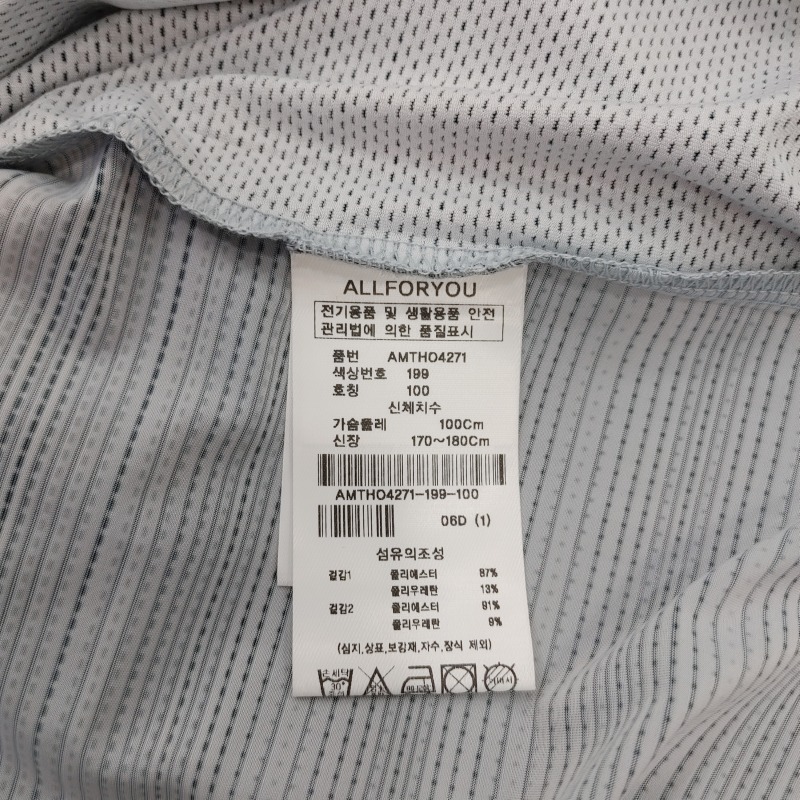 ALLFORYOU
전기용품 및 생활용품 안전
관리법에 의한 품질표시
품번 AMTHO4271
색상번호 199
호칭 100
신체치수
가슴둘레 100Cm
신장 170~180Cm
AMTHO4271-199-100
06D (1)
섬유의조성
겉감1 폴리에스터 87%
폴리우레탄 13%
겉감2 폴리에스터 91%
폴리우레탄 9%
(심지,상표,보강재,자수,장식 제외)
손세탁
30°